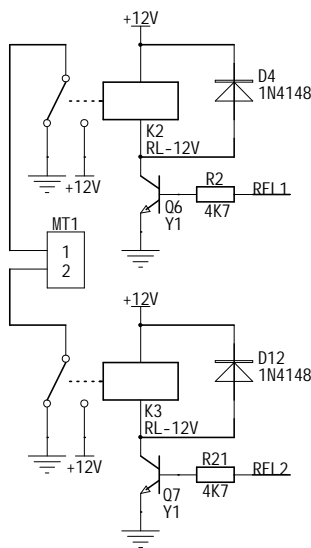 +12V
D4
1N4148
K2
RL-12V
+12V
R2
REL1
MT1
Q6
4K7
Y1
1
2
+12V
D12
1N4148
K3
RL-12V
+12V
R21
REL2
Q7
4K7
Y1